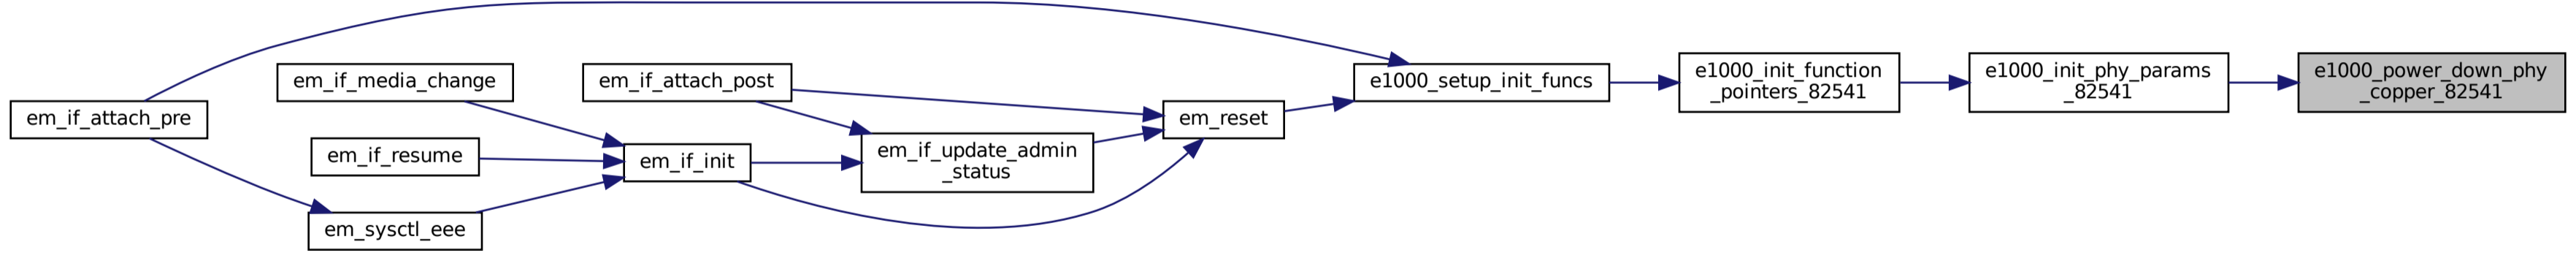 em_if_attach_pre
em_if_media_change
em_if_resume
em_sysctl_eee
em_if_attach_post
em_if_init
em_if_update_admin
_status
em_reset
e1000_setup_init_funcs
e1000_init_function
_pointers_82541
e1000_init_phy_params
_82541
e1000_power_down_phy
_copper_82541